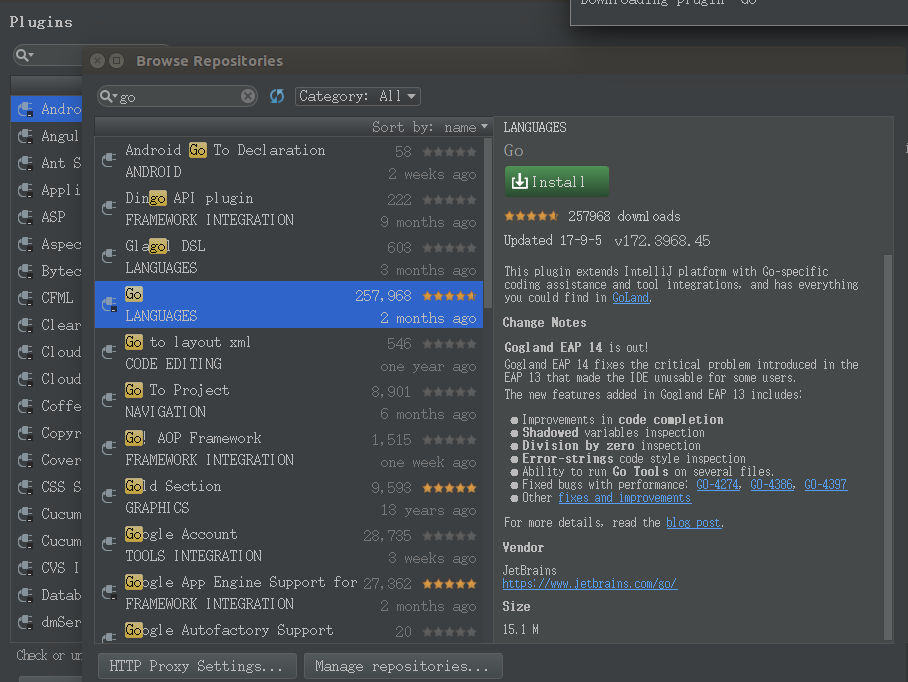 Downloading plugin 'Go'
Plugins
Browse Repositories
go
Category: All
Sort by: name
Andro
Angul
Ant S
Appli
ASP
Aspec
Bytec
CFML
Clear
Cloud
Cloud
Coffe
Copyr
Cover
CSS S
Cucum
Cucum
CVS I
Datab
dmSer
Check or un
Android Go To Declaration 58
ANDROID 2 weeks ago
Dingo API plugin 222
FRAMEWORK INTEGRATION 9 months ago
Glagol DSL 603
LANGUAGES 3 months ago
Go 257,968
LANGUAGES 2 months ago
Go to layout xml 546
CODE EDITING one year ago
Go To Project 8,901
NAVIGATION 6 months ago
Go! AOP Framework 1,515
FRAMEWORK INTEGRATION one week ago
Gold Section 9,593
GRAPHICS 13 years ago
Google Account 28,735
TOOLS INTEGRATION 3 weeks ago
Google App Engine Support for 27,362
FRAMEWORK INTEGRATION 2 months ago
Google Autofactory Support 20
HTTP Proxy Settings...
Manage repositories...
LANGUAGES
Go
Install
257968 downloads
Updated 17-9-5 v172.3968.45
This plugin extends IntelliJ platform with Go-specific
coding assistance and tool integrations, and has everything
you could find in GoLand.
Change Notes
Gogland EAP 14 is out!
Gogland EAP 14 fixes the critical problem introduced in the
EAP 13 that made the IDE unusable for some users.
The new features added in Gogland EAP 13 includes:
● Improvements in code completion
● Shadowed variables inspection
● Division by zero inspection
● Error-strings code style inspection
● Ability to run Go Tools on several files.
● Fixed bugs with performance: GO-4274, GO-4386, GO-4397
● Other fixes and improvements
For more details, read the blog post.
Vendor
JetBrains
https://www.jetbrains.com/go/
Size
15.1 M